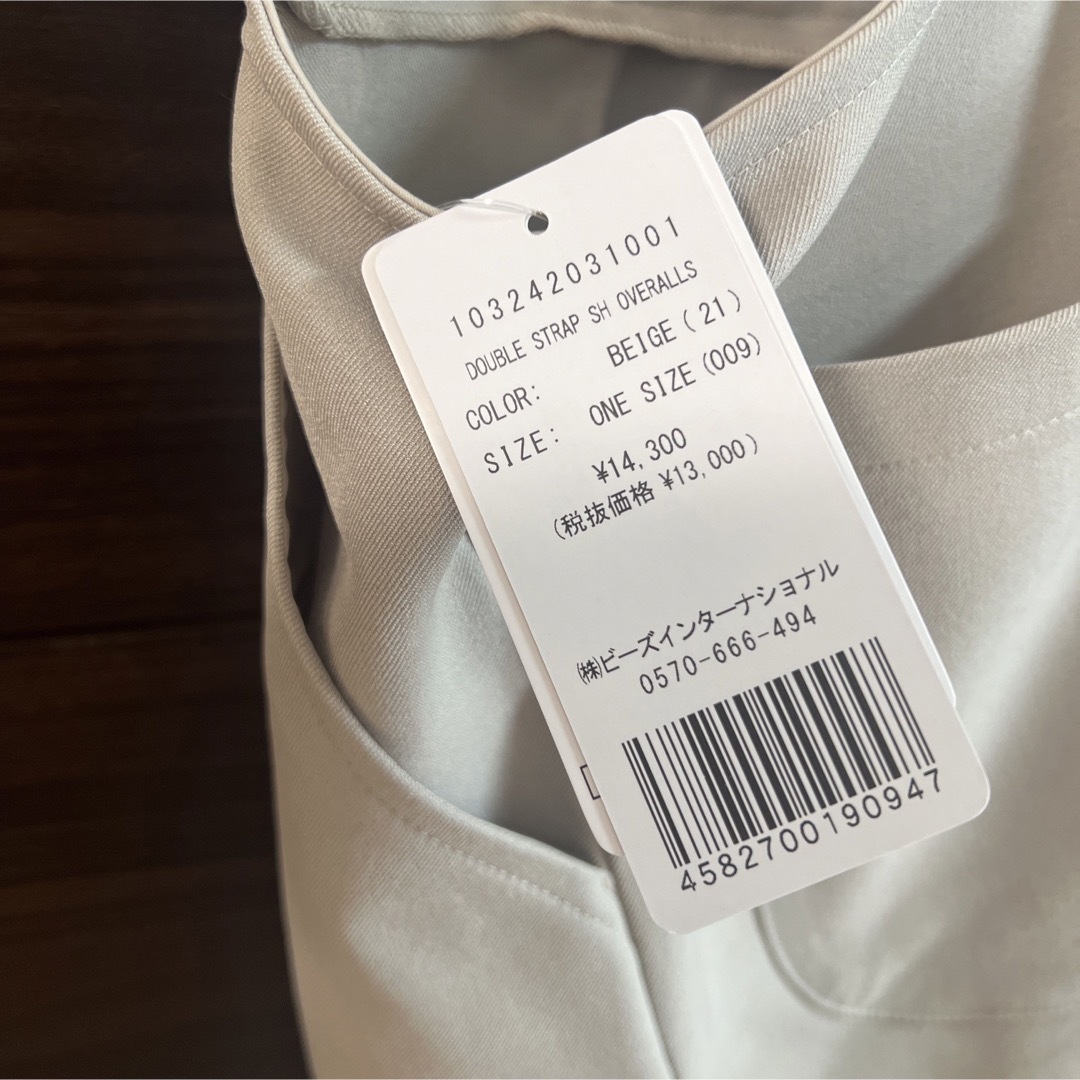 103242031001
DOUBLE STRAP SH OVERALLS
COLOR: BEIGE(21)
SIZE: ONE SIZE(009)
¥14,300
(税抜価格 ¥13,000)
㈱ビーズインターナショナル
0570-666-494
4582700190947